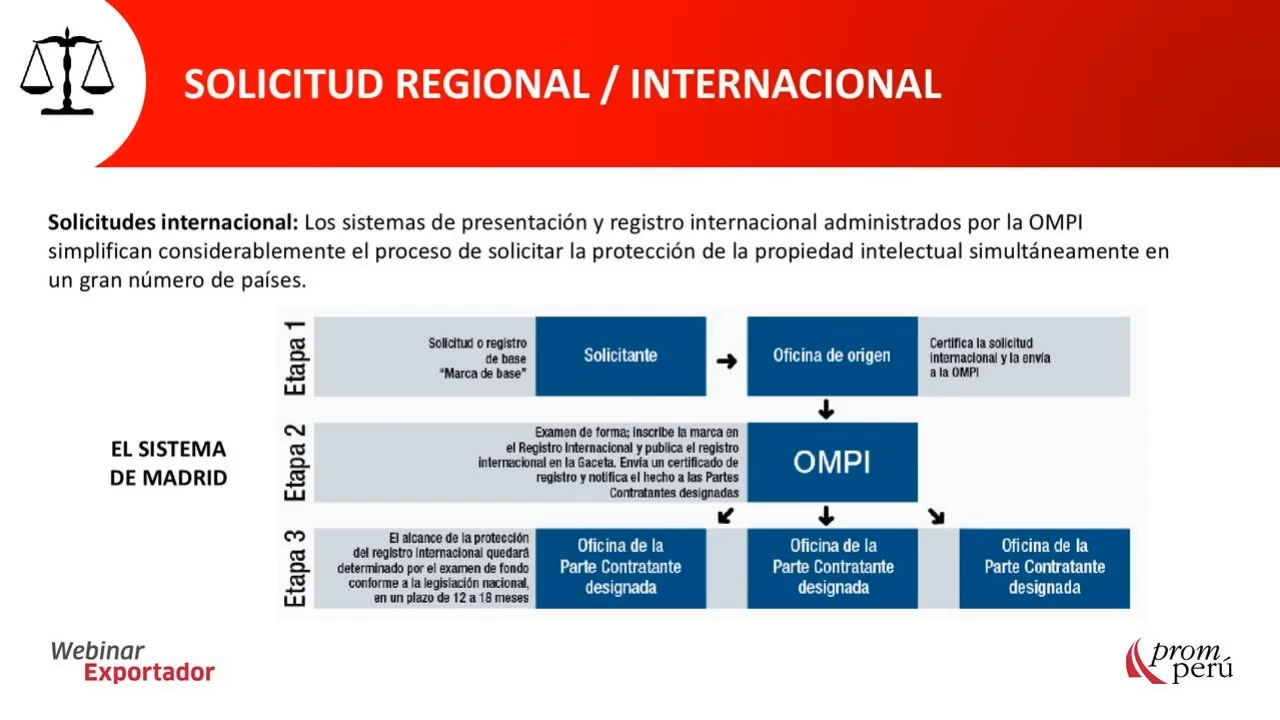 SOLICITUD REGIONAL / INTERNACIONAL
Solicitudes internacional: Los sistemas de presentación y registro internacional administrados por la OMPI
simplifican considerablemente el proceso de solicitar la protección de la propiedad intelectual simultáneamente en
un gran número de países.
EL SISTEMA
DE MADRID
Etapa 1
Solicitud o registro
de base
"Marca de base"
Solicitante
Oficina de origen
Certifica la solicitud
internacional y la envía
a la OMPI
Etapa 2
Examen de forma; inscribe la marca en
el Registro Internacional y publica el registro
internacional en la Gaceta. Envía un certificado de
registro y notifica el hecho a las Partes
Contratantes designadas
OMPI
Etapa 3
El alcance de la protección
del registro internacional quedará
determinado por el examen de fondo
conforme a la legislación nacional,
en un plazo de 12 a 18 meses
Oficina de la
Parte Contratante
designada
Oficina de la
Parte Contratante
designada
Oficina de la
Parte Contratante
designada
Webinar
Exportador
prom
perú